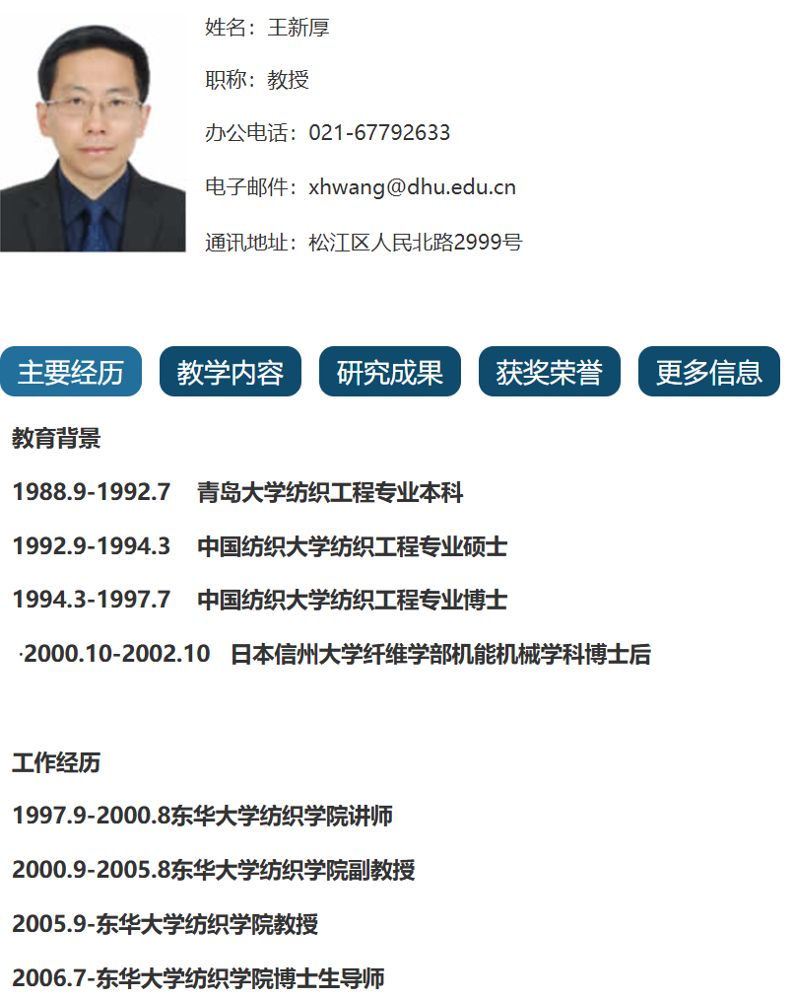 姓名：王新厚
职称：教授
办公电话：021-67792633
电子邮件：xhwang@dhu.edu.cn
通讯地址：松江区人民北路2999号
主要经历 教学内容 研究成果 获奖荣誉 更多信息
教育背景
1988.9-1992.7 青岛大学纺织工程专业本科
1992.9-1994.3 中国纺织大学纺织工程专业硕士
1994.3-1997.7 中国纺织大学纺织工程专业博士
·2000.10-2002.10 日本信州大学纤维学部机能机械学科博士后
工作经历
1997.9-2000.8东华大学纺织学院讲师
2000.9-2005.8东华大学纺织学院副教授
2005.9-东华大学纺织学院教授
2006.7-东华大学纺织学院博士生导师